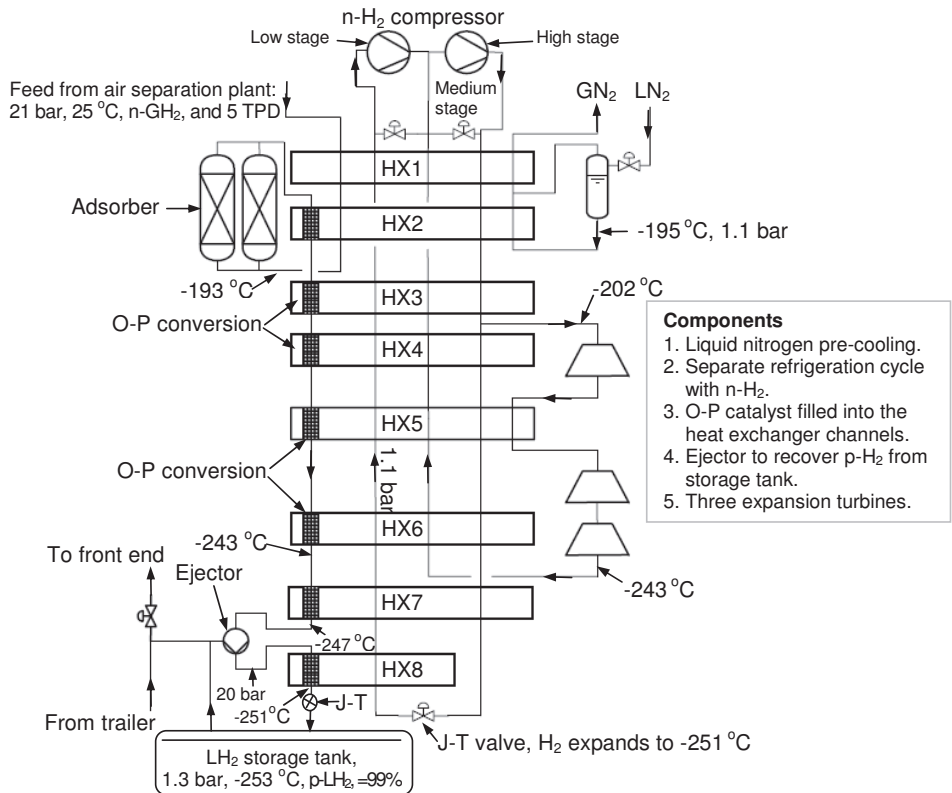 n-H2 compressor
Low stage
High stage
Feed from air separation plant:
21 bar, 25 °C, n-GH2, and 5 TPD
Medium
stage
GN2
LN2
HX1
Adsorber
HX2
-195 °C, 1.1 bar
-193 °C
HX3
-202 °C
O-P conversion
HX4
Components
1. Liquid nitrogen pre-cooling.
2. Separate refrigeration cycle
with n-H2.
3. O-P catalyst filled into the
heat exchanger channels.
4. Ejector to recover p-H2 from
storage tank.
5. Three expansion turbines.
HX5
O-P conversion
1.1 bar
HX6
-243 °C
To front end
Ejector
-243 °C
HX7
-247 °C
HX8
20 bar
-251°C
J-T
From trailer
J-T valve, H2 expands to -251 °C
LH2 storage tank,
1.3 bar, -253 °C, p-LH2, =99%